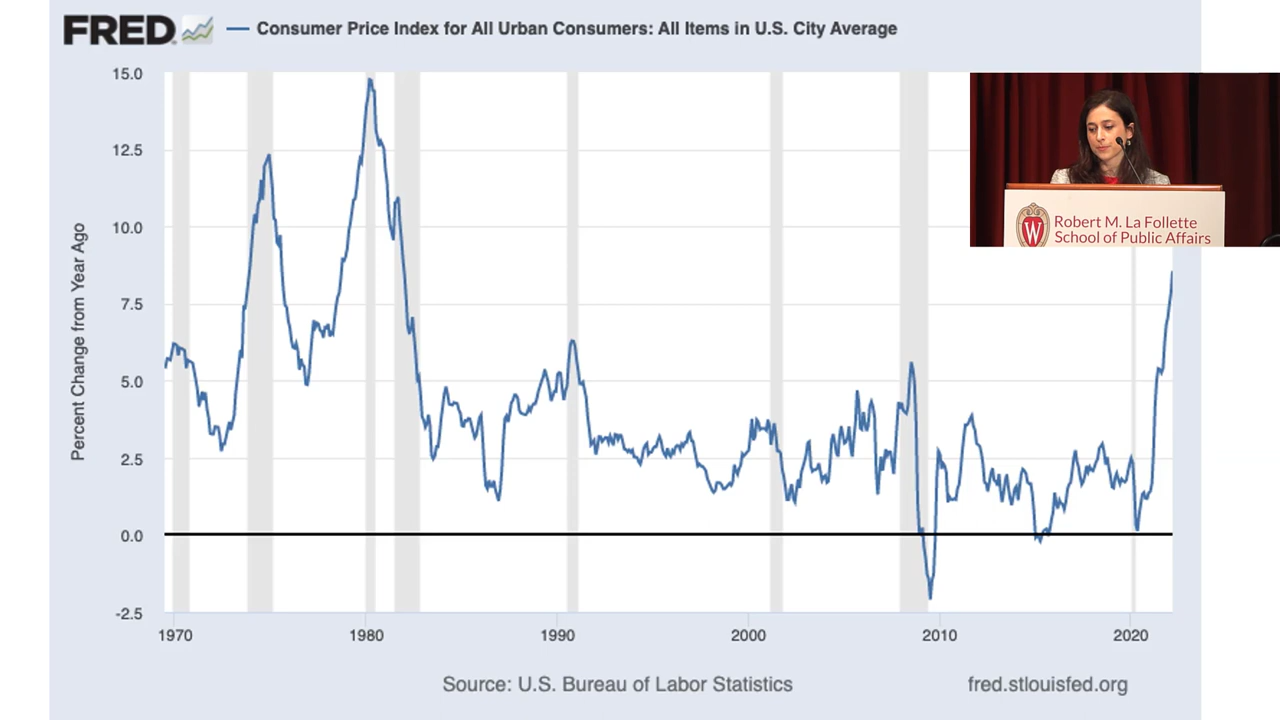 FRED
Consumer Price Index for All Urban Consumers: All Items in U.S. City Average
15.0
12.5
10.0
7.5
5.0
2.5
0.0
-2.5
Percent Change from Year Ago
1970
1980
1990
2000
2010
2020
Source: U.S. Bureau of Labor Statistics
fred.stlouisfed.org
W
Robert M. La Follette
School of Public Affairs